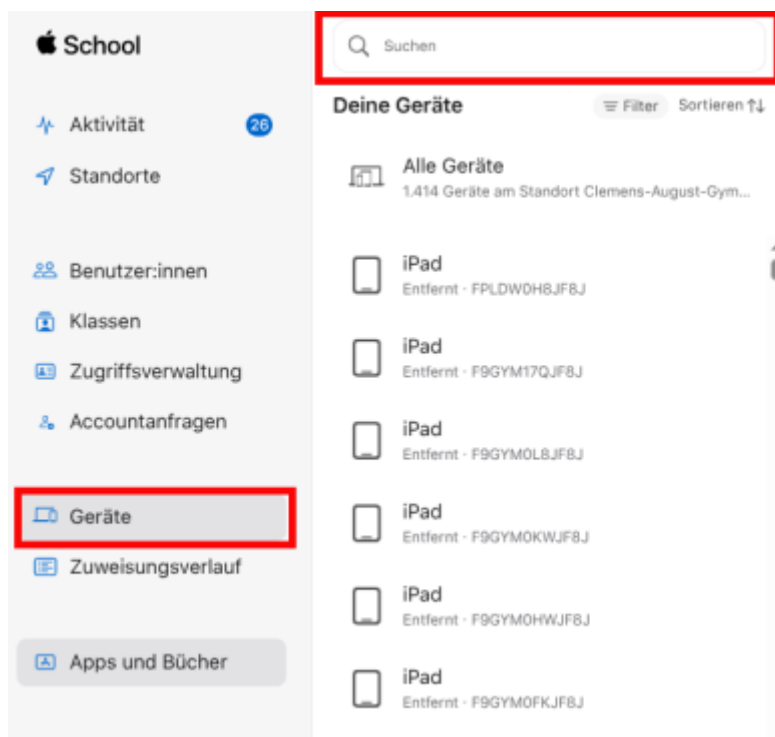 School
Aktivität 26
Standorte
Benutzer:innen
Klassen
Zugriffsverwaltung
Accountanfragen
Geräte
Zuweisungsverlauf
Apps und Bücher
Suchen
Deine Geräte Filter Sortieren ↑↓
Alle Geräte
1.414 Geräte am Standort Clemens-August-Gym...
iPad
Entfernt · FPLDW0H8JF8J
iPad
Entfernt · F9GYM17QJF8J
iPad
Entfernt · F9GYM0L8JF8J
iPad
Entfernt · F9GYM0KWJF8J
iPad
Entfernt · F9GYM0HWJF8J
iPad
Entfernt · F9GYM0FKJF8J